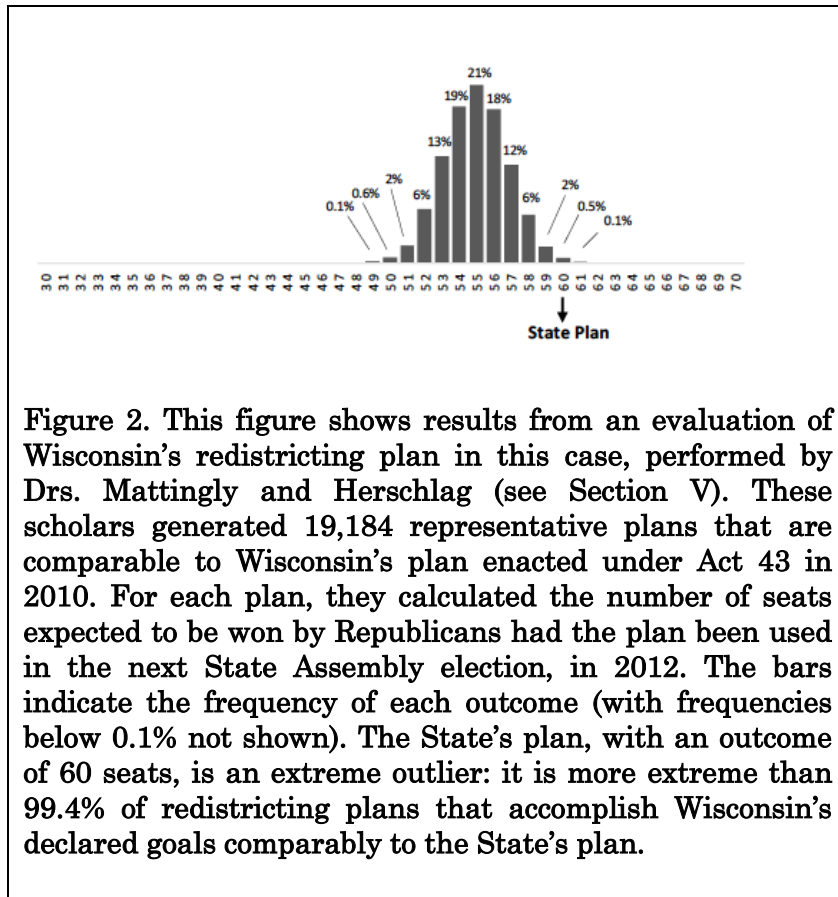 21%
19%
18%
13%
12%
2%
0.6%
0.1%
6%
6%
2%
0.5%
0.1%
30 31 32 33 34 35 36 37 38 39 40 41 42 43 44 45 46 47 48 49 50 51 52 53 54 55 56 57 58 59 60 61 62 63 64 65 66 67 68 69 70
State Plan
Figure 2. This figure shows results from an evaluation of
Wisconsin’s redistricting plan in this case, performed by
Drs. Mattingly and Herschlag (see Section V). These
scholars generated 19,184 representative plans that are
comparable to Wisconsin’s plan enacted under Act 43 in
2010. For each plan, they calculated the number of seats
expected to be won by Republicans had the plan been used
in the next State Assembly election, in 2012. The bars
indicate the frequency of each outcome (with frequencies
below 0.1% not shown). The State’s plan, with an outcome
of 60 seats, is an extreme outlier: it is more extreme than
99.4% of redistricting plans that accomplish Wisconsin’s
declared goals comparably to the State’s plan.